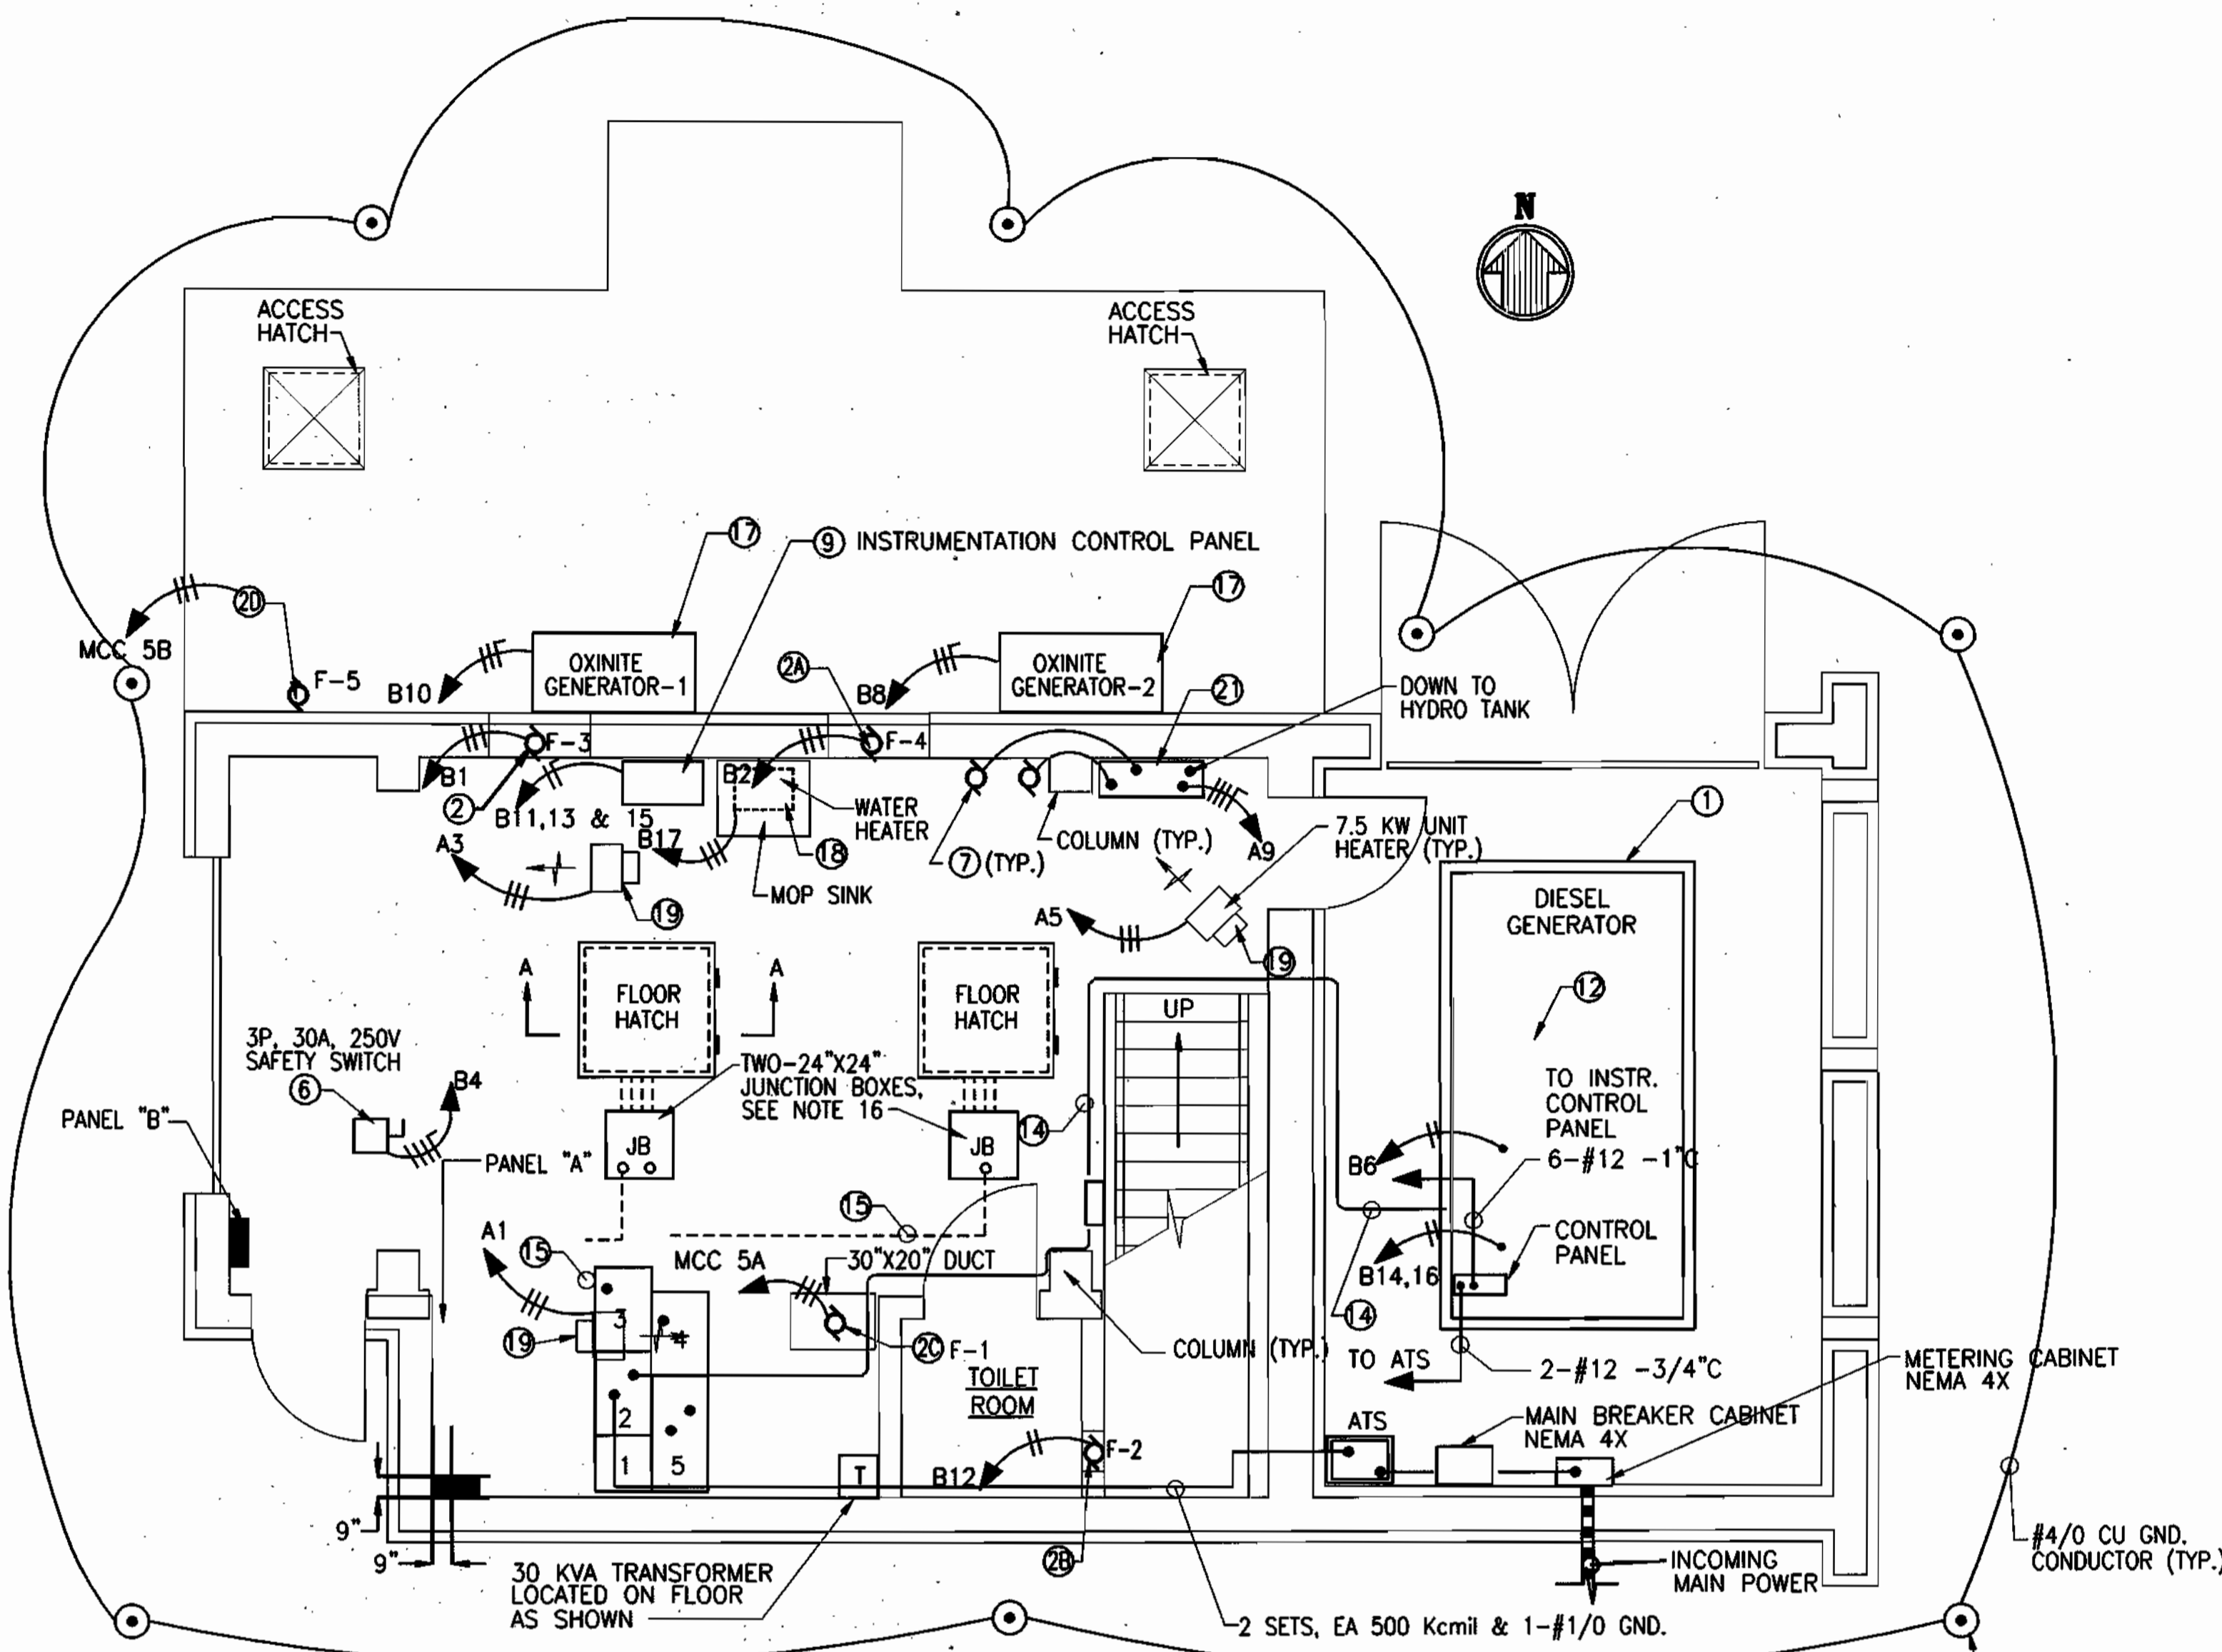 N
ACCESS
HATCH
ACCESS
HATCH
17
9 INSTRUMENTATION CONTROL PANEL
17
2D
MCC 5B
F-5
B10
OXINITE
GENERATOR-1
2A
B8
OXINITE
GENERATOR-2
21
DOWN TO
HYDRO TANK
F-3
F-4
B1
B2
2
B11,13 & 15
WATER
HEATER
1
A3
B17
18
7 (TYP.)
COLUMN (TYP.)
A9
7.5 KW UNIT
HEATER (TYP.)
MOP SINK
19
A5
19
DIESEL
GENERATOR
A
A
FLOOR
HATCH
FLOOR
HATCH
UP
12
3P, 30A, 250V
SAFETY SWITCH
6
B4
TWO-24"X24"
JUNCTION BOXES,
SEE NOTE 16
14
TO INSTR.
CONTROL
PANEL
6-#12 -1"C
PANEL "B"
PANEL "A"
JB
JB
B6
15
A1
15
MCC 5A
30"X20" DUCT
CONTROL
PANEL
B14,16
14
3
4
19
2C F-1
COLUMN (TYP.)
TO ATS
2-#12 -3/4"C
METERING CABINET
NEMA 4X
TOILET
ROOM
2
ATS
MAIN BREAKER CABINET
NEMA 4X
1
5
T
B12
F-2
9"
9"
2B
30 KVA TRANSFORMER
LOCATED ON FLOOR
AS SHOWN
INCOMING
MAIN POWER
#4/0 CU GND.
CONDUCTOR (TYP.)
2 SETS, EA 500 Kcmil & 1-#1/0 GND.